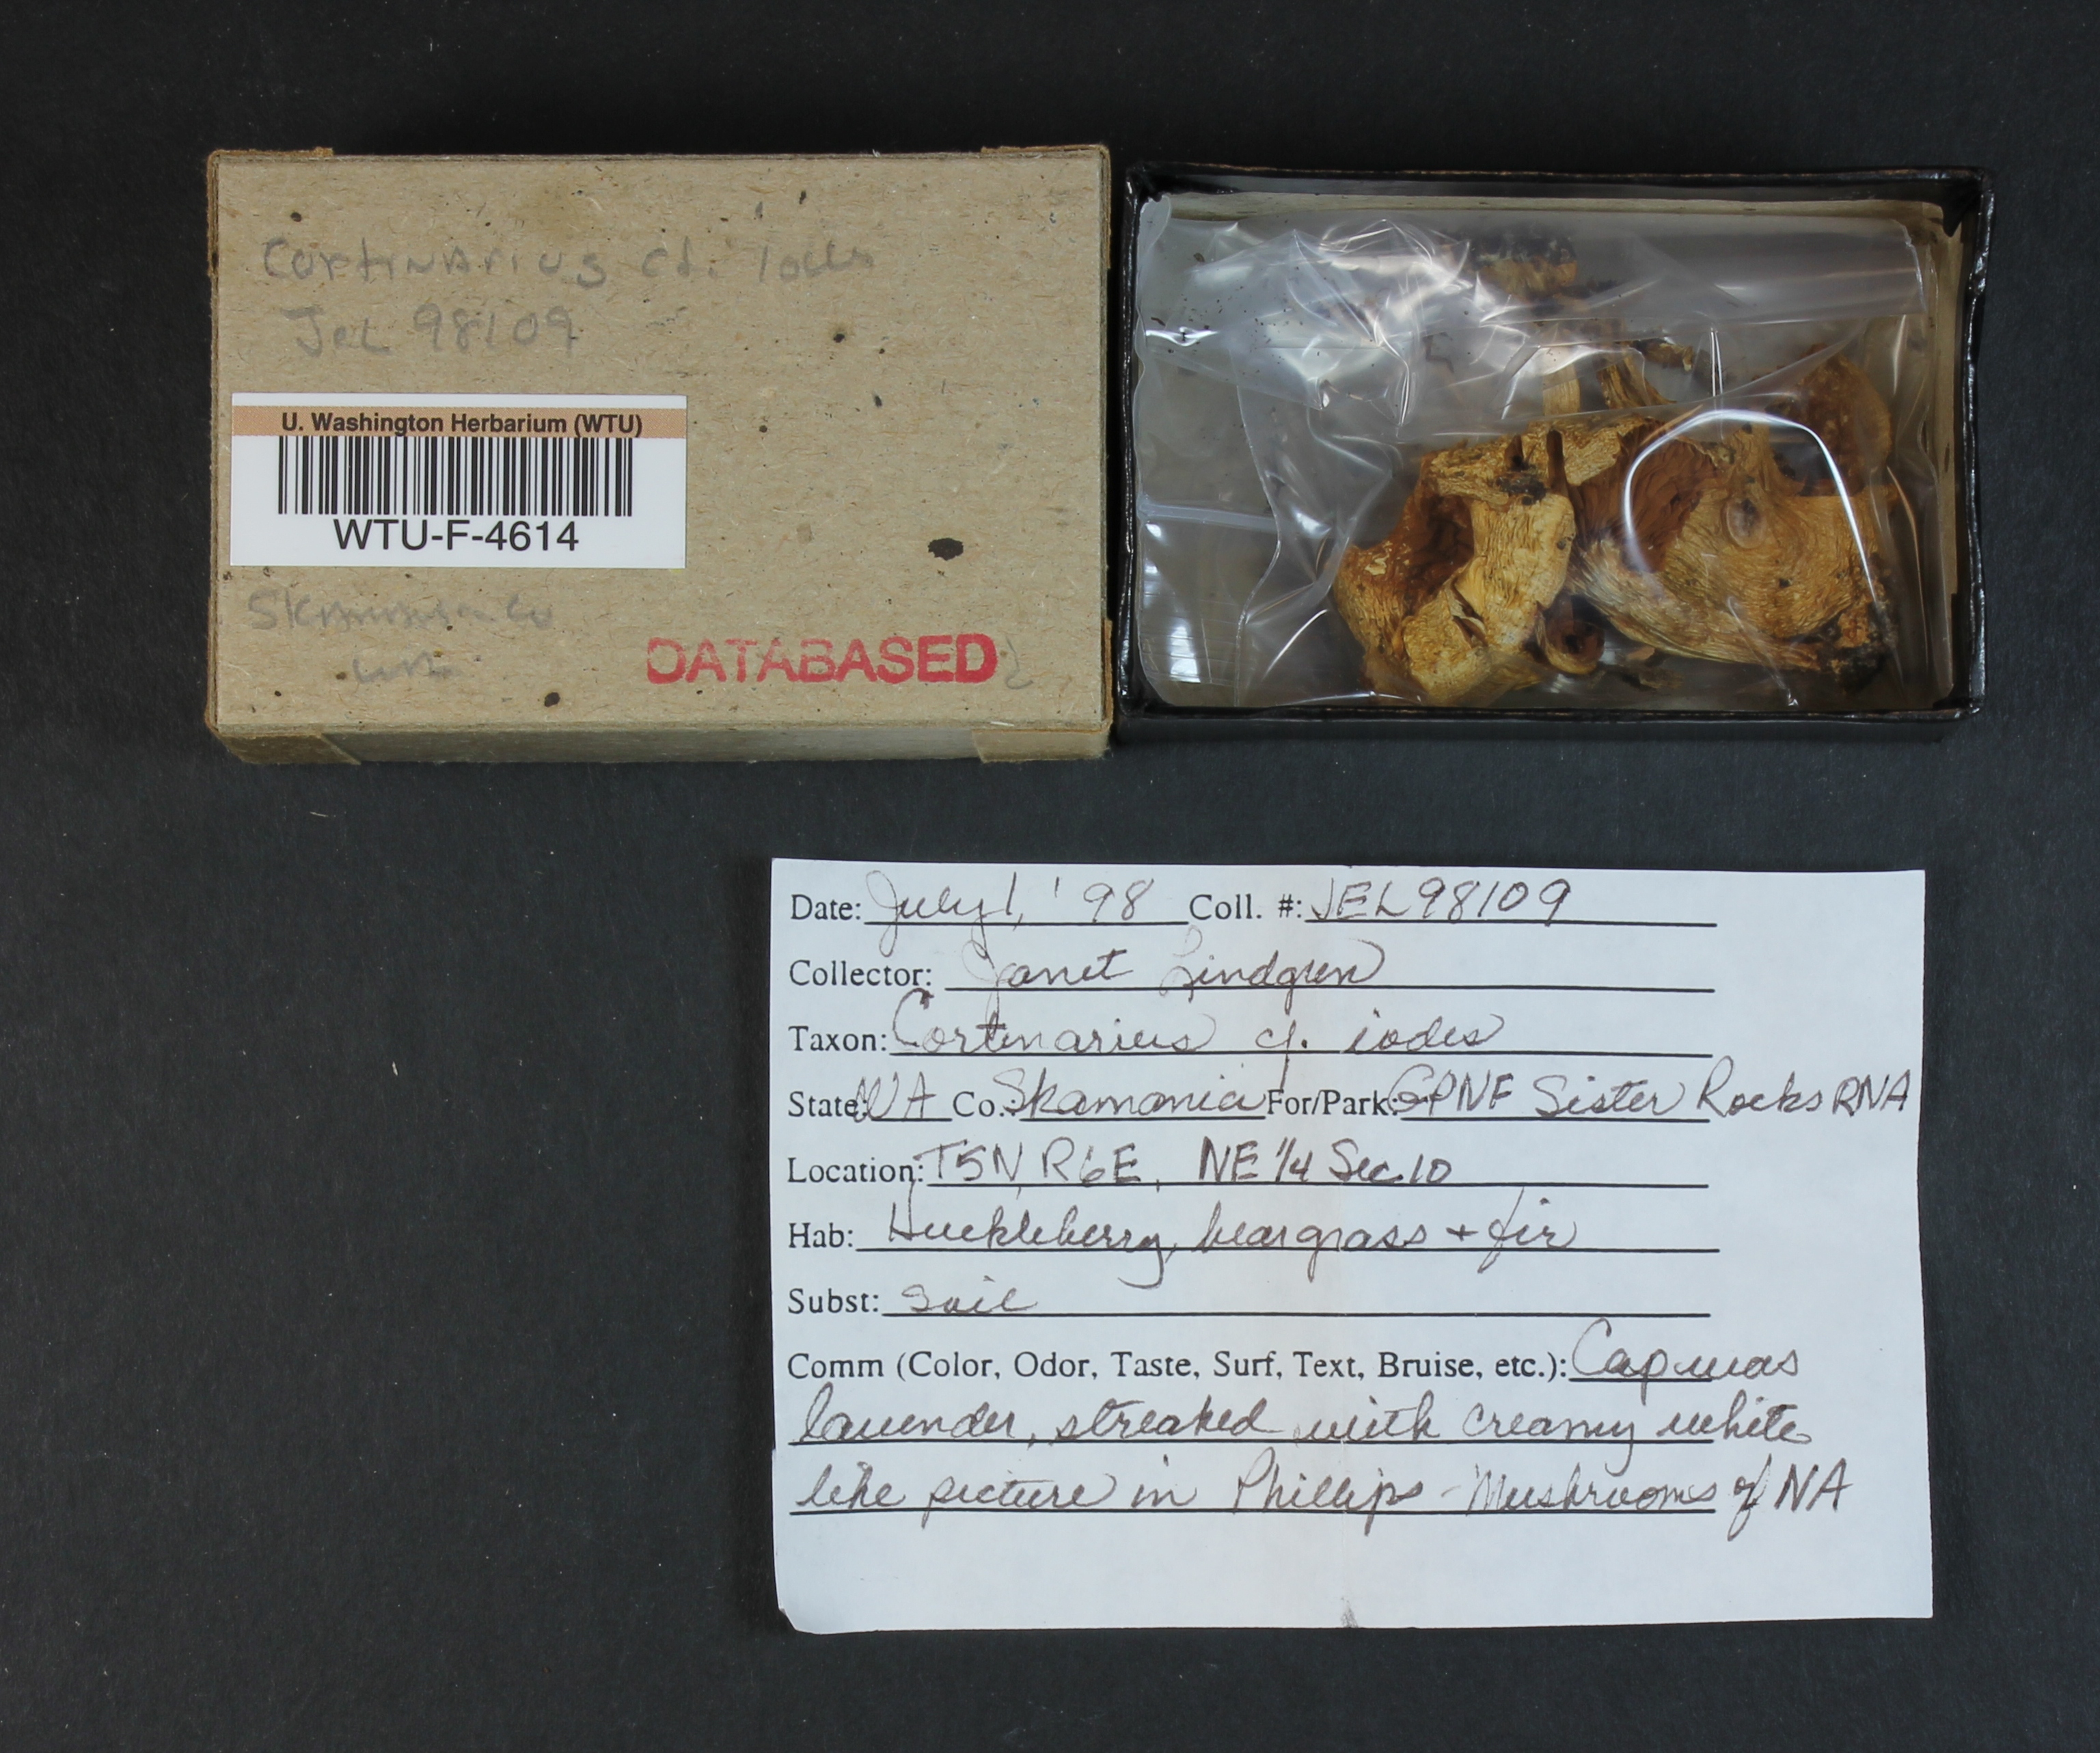 Cortinarius cf. iodes
JEL 98109
U. Washington Herbarium (WTU)
WTU-F-4614
Skamania Co
DATABASED
Date: July 1, '98 Coll. #: JEL98109
Collector: Janet Lindgren
Taxon: Cortinarius cf. iodes
State: WA Co.: Skamania For/Park: GPNF Sister Rocks RNA
Location: T5N, R6E, NE 1/4 Sec. 10
Hab: Huckleberry, beargrass + fir
Subst: soil
Comm (Color, Odor, Taste, Surf, Text, Bruise, etc.): Cap was
lavender, streaked with creamy white
like picture in Phillips - Mushrooms of NA